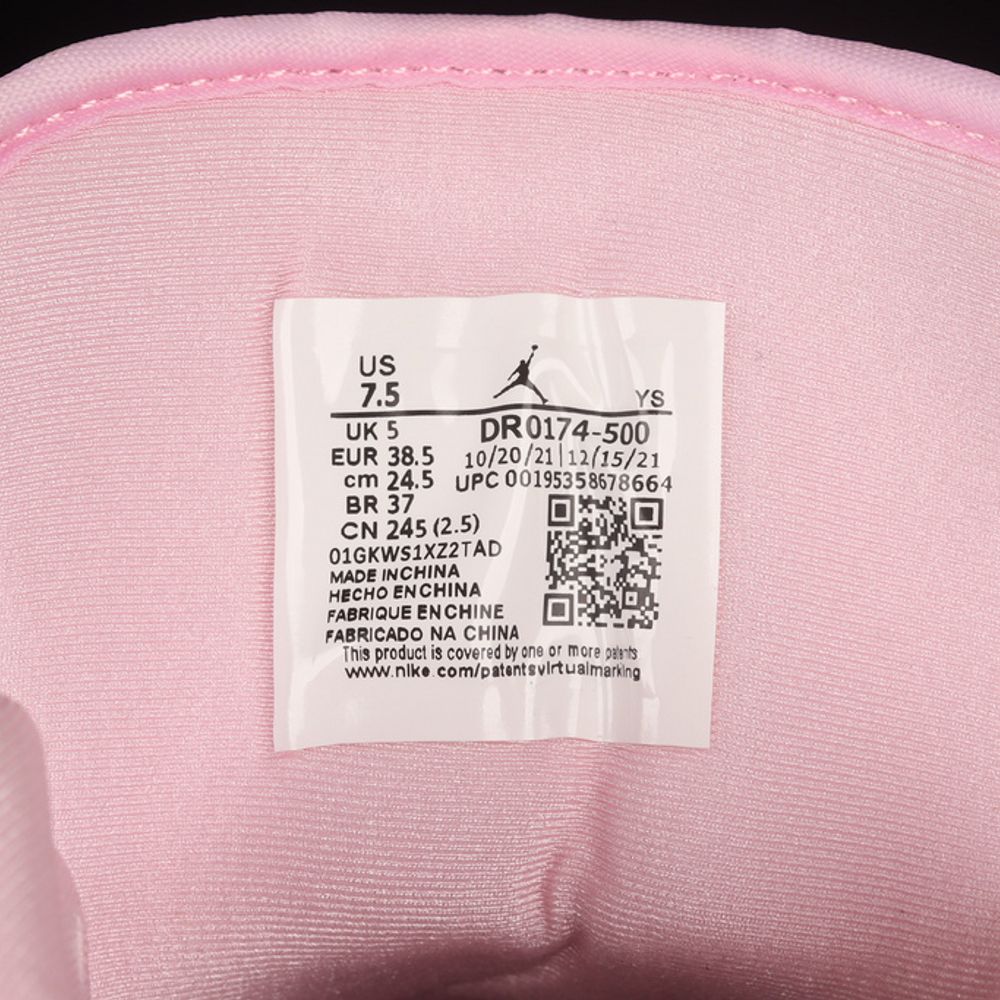 US
7.5
YS
UK 5
DR0174-500
EUR 38.5
10/20/21 | 12/15/21
cm 24.5
UPC 00195358678664
BR 37
CN 245 (2.5)
01GKWS1XZ2TAD
MADE IN CHINA
HECHO EN CHINA
FABRIQUE EN CHINE
FABRICADO NA CHINA
This product is covered by one or more patents
www.nike.com/patentsvirtualmarking